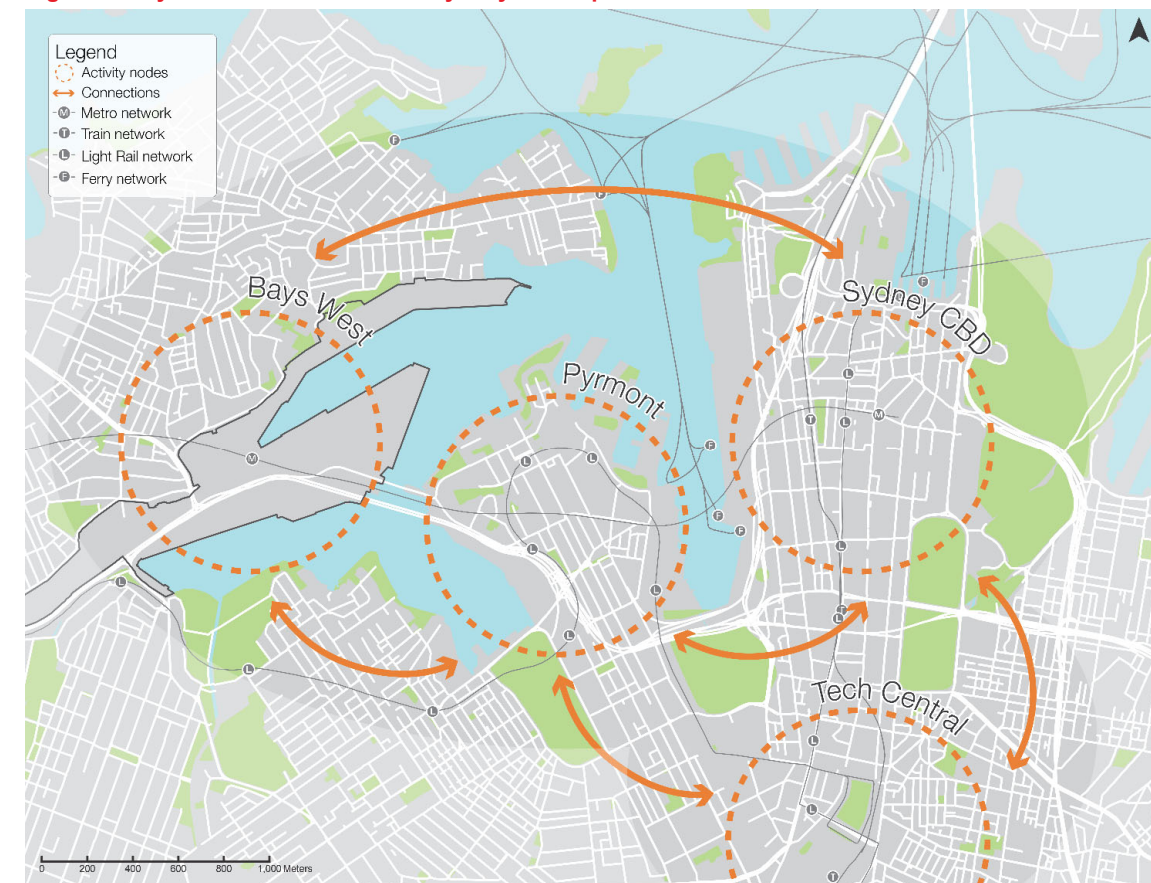 Legend
Activity nodes
Connections
M Metro network
T Train network
L Light Rail network
F Ferry network
F
F
Bays West
Sydney CBD
F
Pyrmont
L
M
T
L
F
L
L
M
F
F
L
L
L
L
T
L
L
L
L
Tech Central
L
L
T
0 200 400 600 800 1,000 Meters